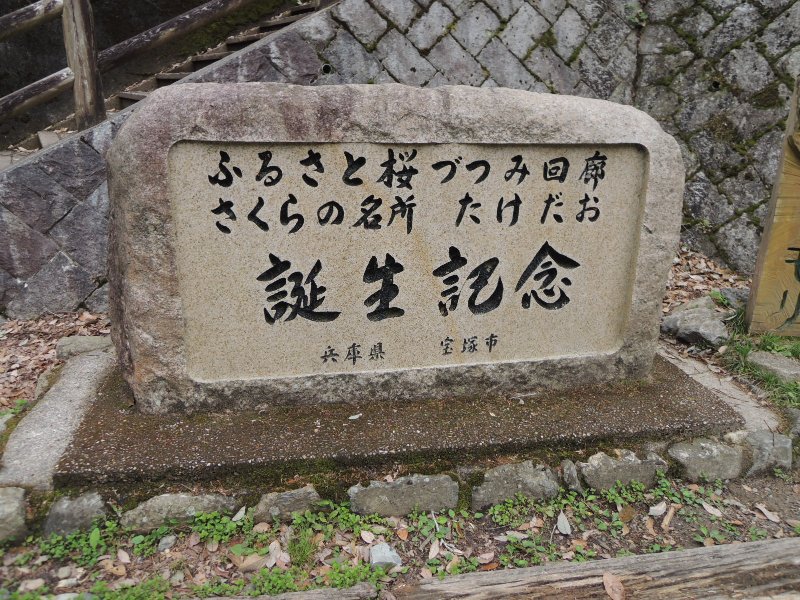 ふるさと桜づつみ回廊
さくらの名所 たけだお
誕生記念
兵庫県 宝塚市